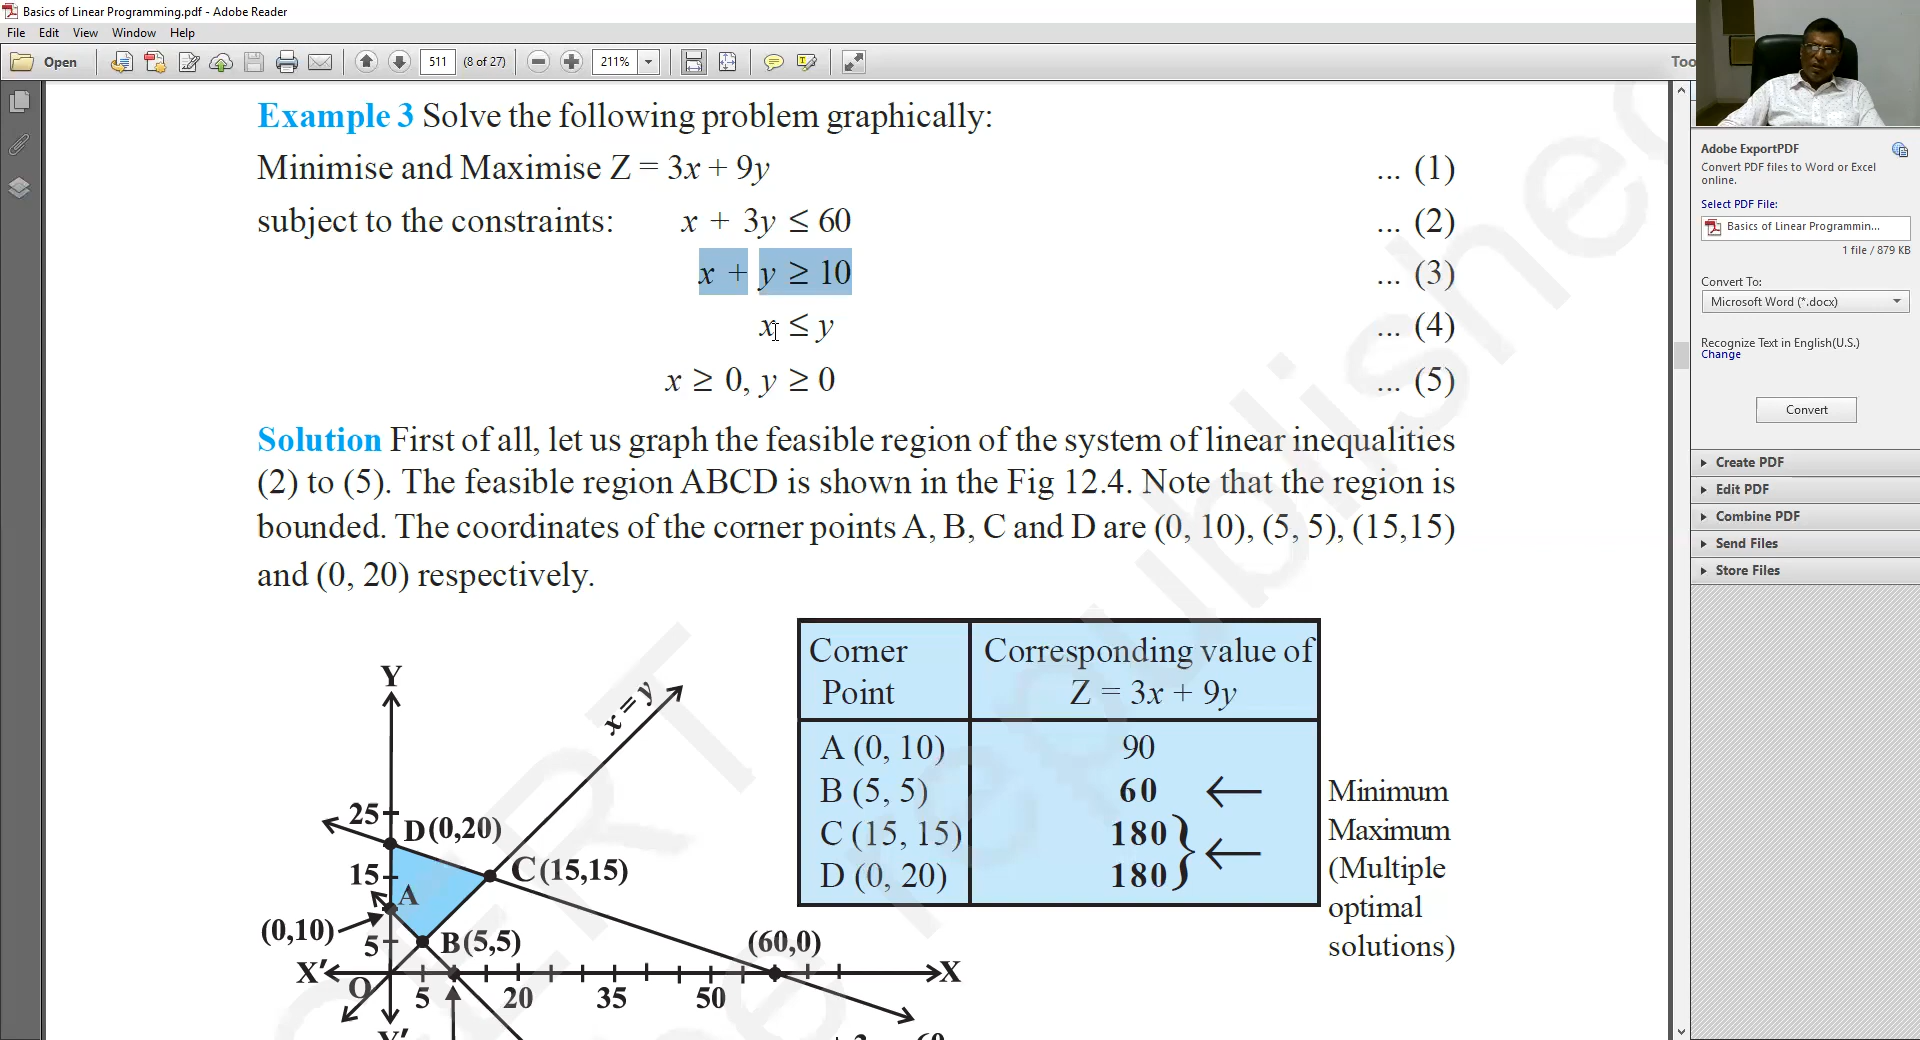 Basics of Linear Programming.pdf - Adobe Reader
File Edit View Window Help
Open 511 (8 of 27) 211% Too
Example 3 Solve the following problem graphically:
Minimise and Maximise Z = 3x + 9y ... (1)
subject to the constraints: x + 3y ≤ 60 ... (2)
x + y ≥ 10 ... (3)
x ≤ y ... (4)
x ≥ 0, y ≥ 0 ... (5)
Solution First of all, let us graph the feasible region of the system of linear inequalities
(2) to (5). The feasible region ABCD is shown in the Fig 12.4. Note that the region is
bounded. The coordinates of the corner points A, B, C and D are (0, 10), (5, 5), (15,15)
and (0, 20) respectively.
Corner Point
Corresponding value of
Z = 3x + 9y
A (0, 10) 90
B (5, 5) 60 ← Minimum
C (15, 15) 180
D (0, 20) 180
} ← Maximum
(Multiple
optimal
solutions)
Y
x = y
25
D (0,20)
15
C (15,15)
A
(0,10)
5
B (5,5)
(60,0)
X′ O X
5 20 35 50
Y′
Adobe ExportPDF
Convert PDF files to Word or Excel
online.
Select PDF File:
Basics of Linear Programmin...
1 file / 879 KB
Convert To:
Microsoft Word (*.docx)
Recognize Text in English(U.S.)
Change
Convert
Create PDF
Edit PDF
Combine PDF
Send Files
Store Files